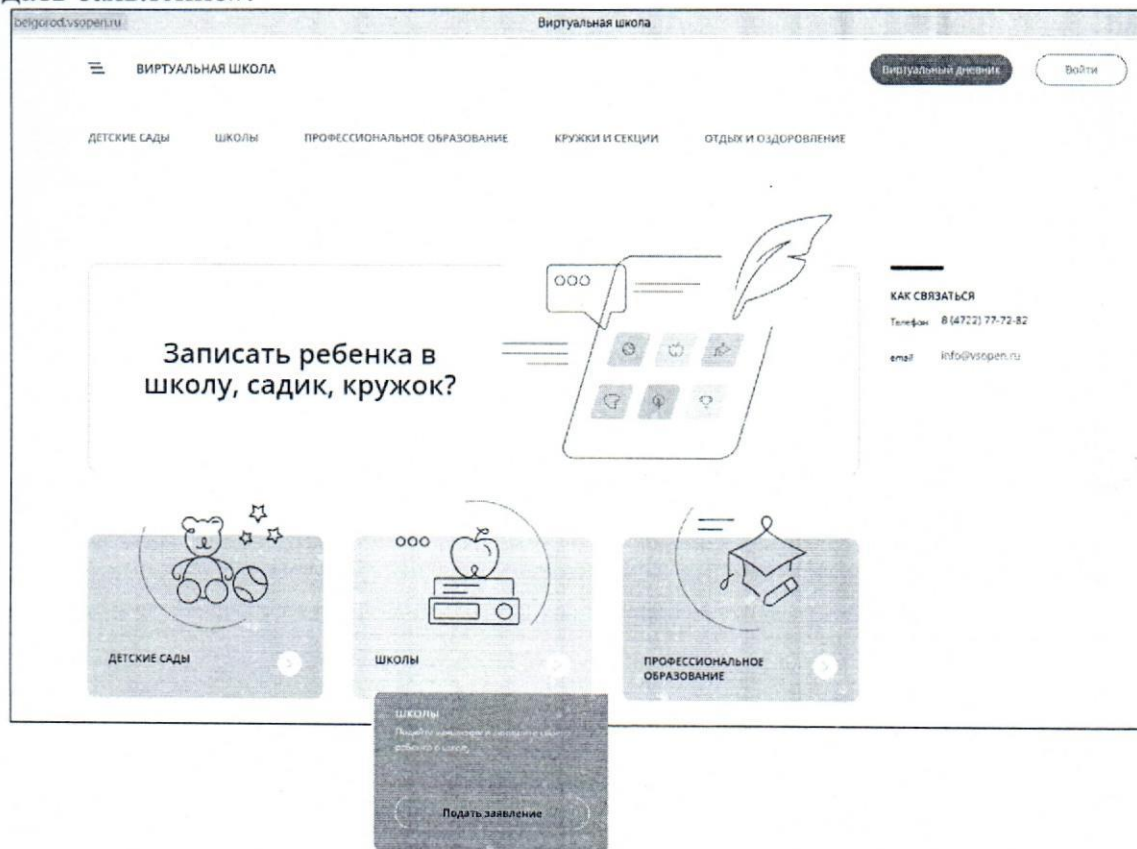 belgorod.vsopen.ru
Виртуальная школа
ВИРТУАЛЬНАЯ ШКОЛА
Виртуальный дневник
Войти
ДЕТСКИЕ САДЫ
ШКОЛЫ
ПРОФЕССИОНАЛЬНОЕ ОБРАЗОВАНИЕ
КРУЖКИ И СЕКЦИИ
ОТДЫХ И ОЗДОРОВЛЕНИЕ
Записать ребенка в
школу, садик, кружок?
КАК СВЯЗАТЬСЯ
Телефон 8 (4722) 77-72-82
email info@vsopen.ru
ДЕТСКИЕ САДЫ
ШКОЛЫ
ПРОФЕССИОНАЛЬНОЕ
ОБРАЗОВАНИЕ
ШКОЛЫ
ребенка в школу
Подать заявление